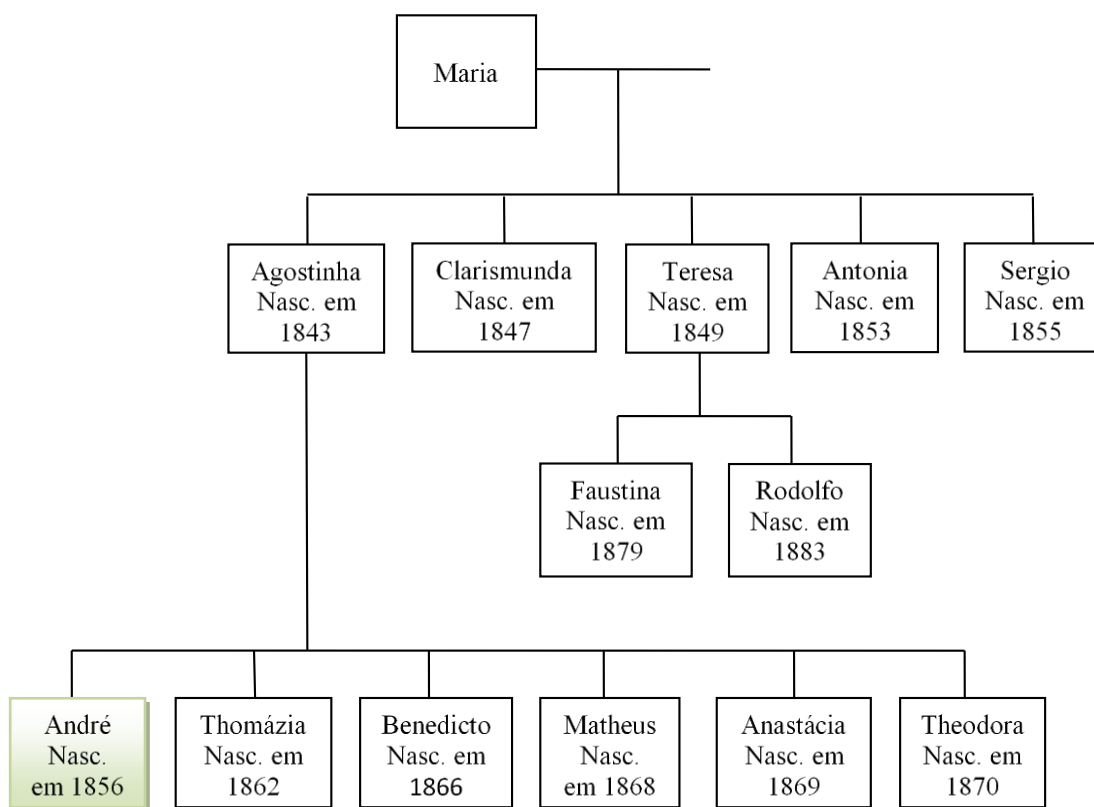 Maria
Agostinha
Nasc. em
1843
Clarismunda
Nasc. em
1847
Teresa
Nasc. em
1849
Antonia
Nasc. em
1853
Sergio
Nasc. em
1855
Faustina
Nasc. em
1879
Rodolfo
Nasc. em
1883
André
Nasc.
em 1856
Thomázia
Nasc. em
1862
Benedicto
Nasc. em
1866
Matheus
Nasc.
em 1868
Anastácia
Nasc. em
1869
Theodora
Nasc. em
1870